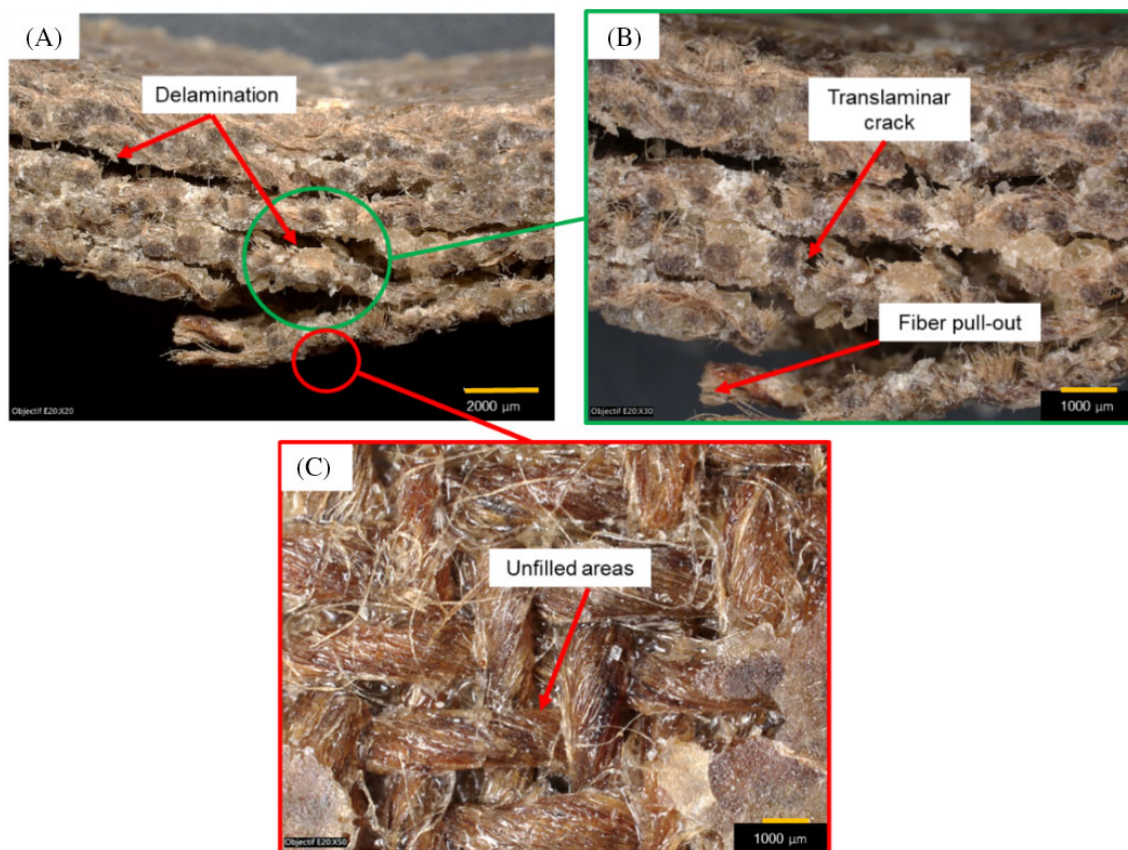 (A)
Delamination
2000 µm
Objectif E20:X20
(B)
Translaminar
crack
Fiber pull-out
1000 µm
Objectif E20:X30
(C)
Unfilled areas
1000 µm
Objectif E20:X50